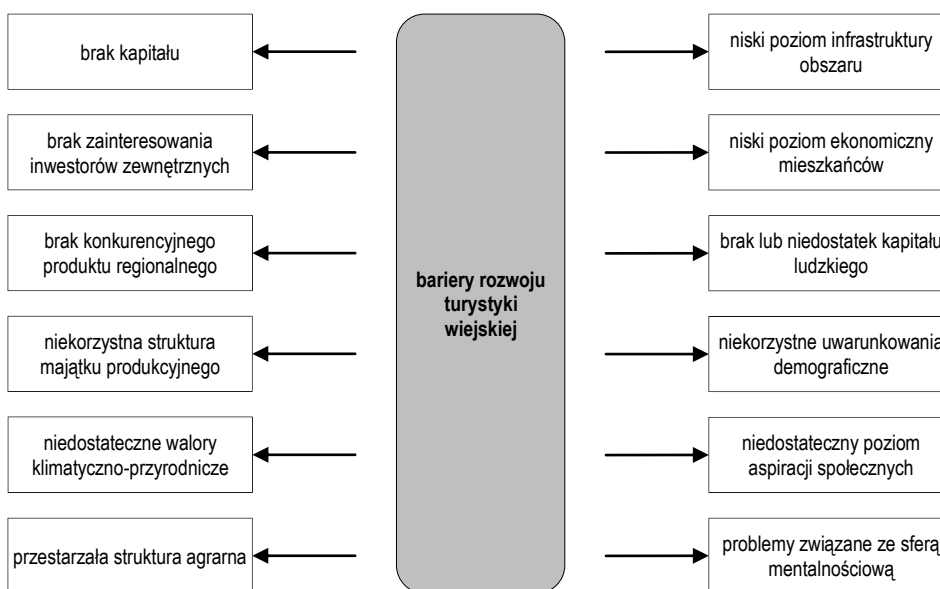 brak kapitału
brak zainteresowania
inwestorów zewnętrznych
brak konkurencyjnego
produktu regionalnego
niekorzystna struktura
majątku produkcyjnego
niedostateczne walory
klimatyczno-przyrodnicze
przestarzała struktura agrarna
bariery rozwoju
turystyki
wiejskiej
niski poziom infrastruktury
obszaru
niski poziom ekonomiczny
mieszkańców
brak lub niedostatek kapitału
ludzkiego
niekorzystne uwarunkowania
demograficzne
niedostateczny poziom
aspiracji społecznych
problemy związane ze sferą
mentalnościową